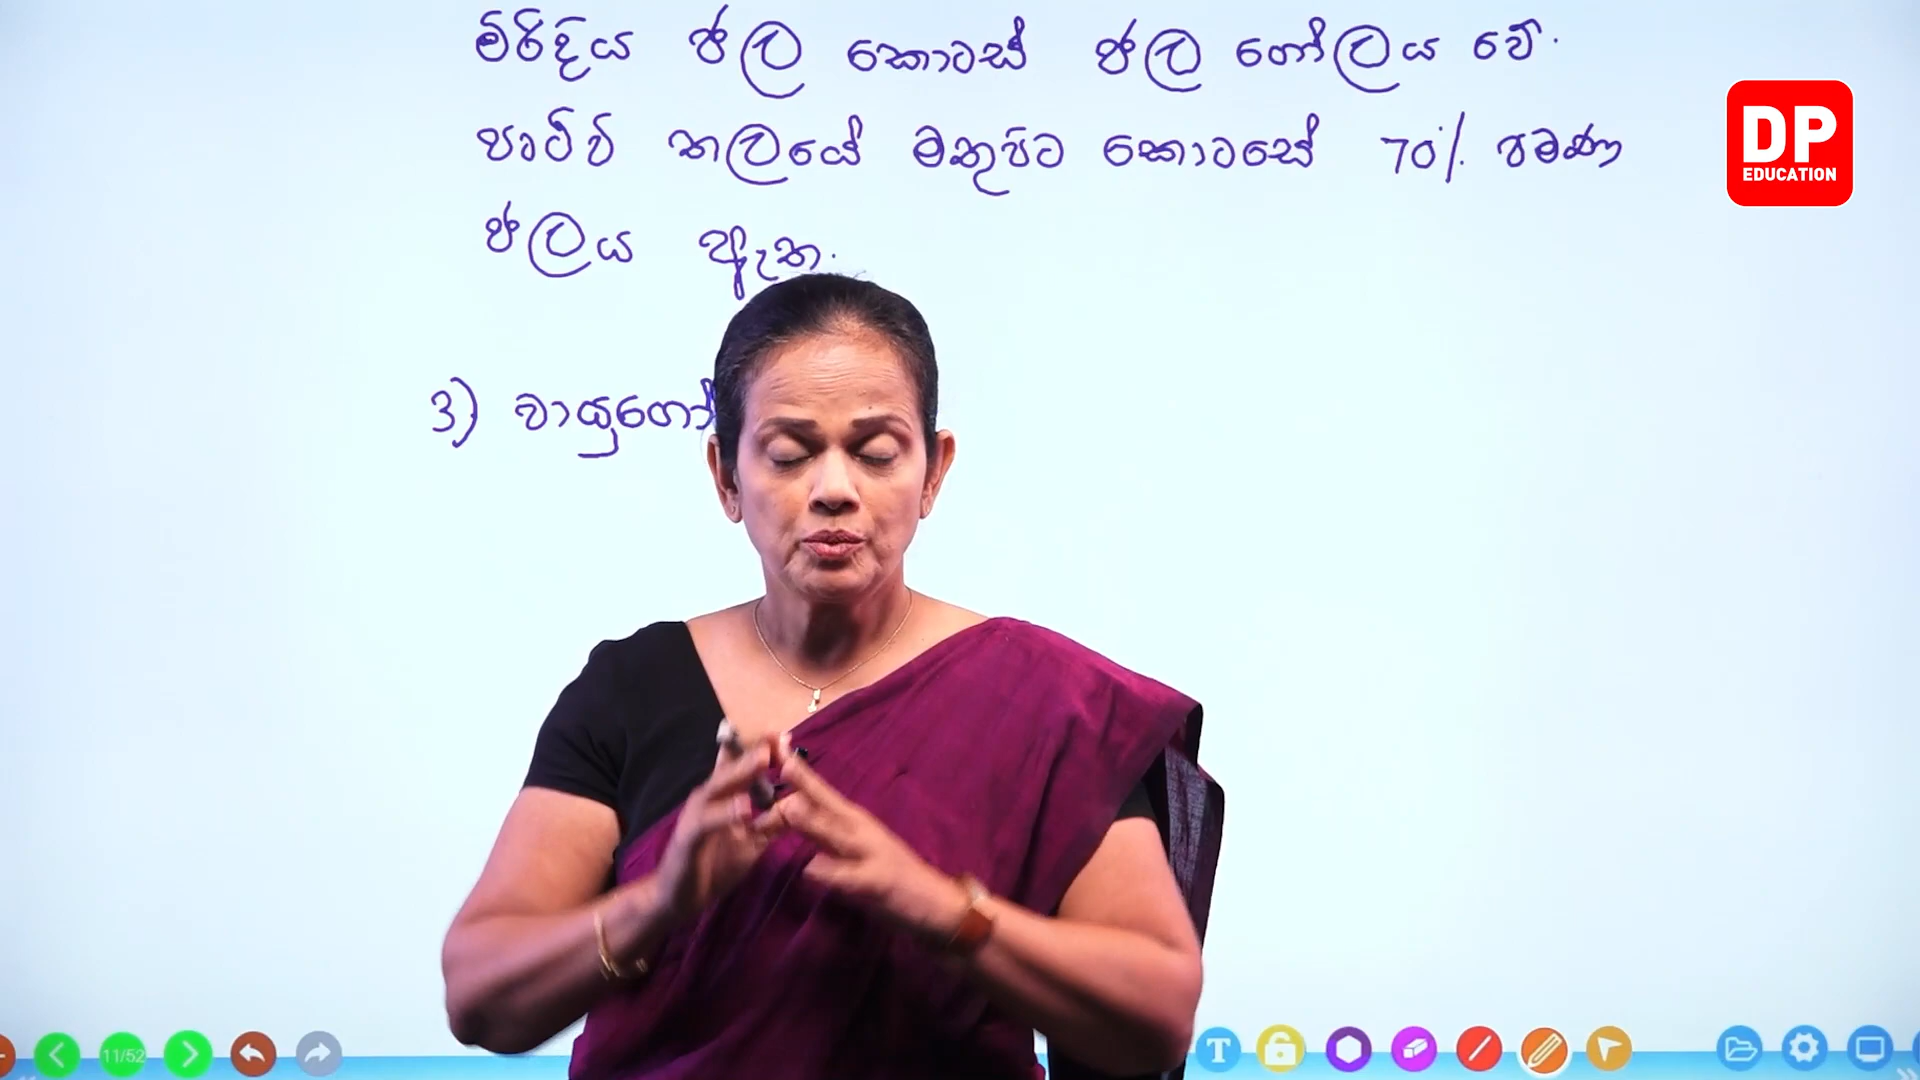 මිරිදිය ජල කොටස් ජල ගෝලය වේ.
පෘථිවි තලයේ මතුපිට කොටසේ 70% පමණ
ජලය ඇත.
3) වායුගෝ
DP
EDUCATION
11/52
T